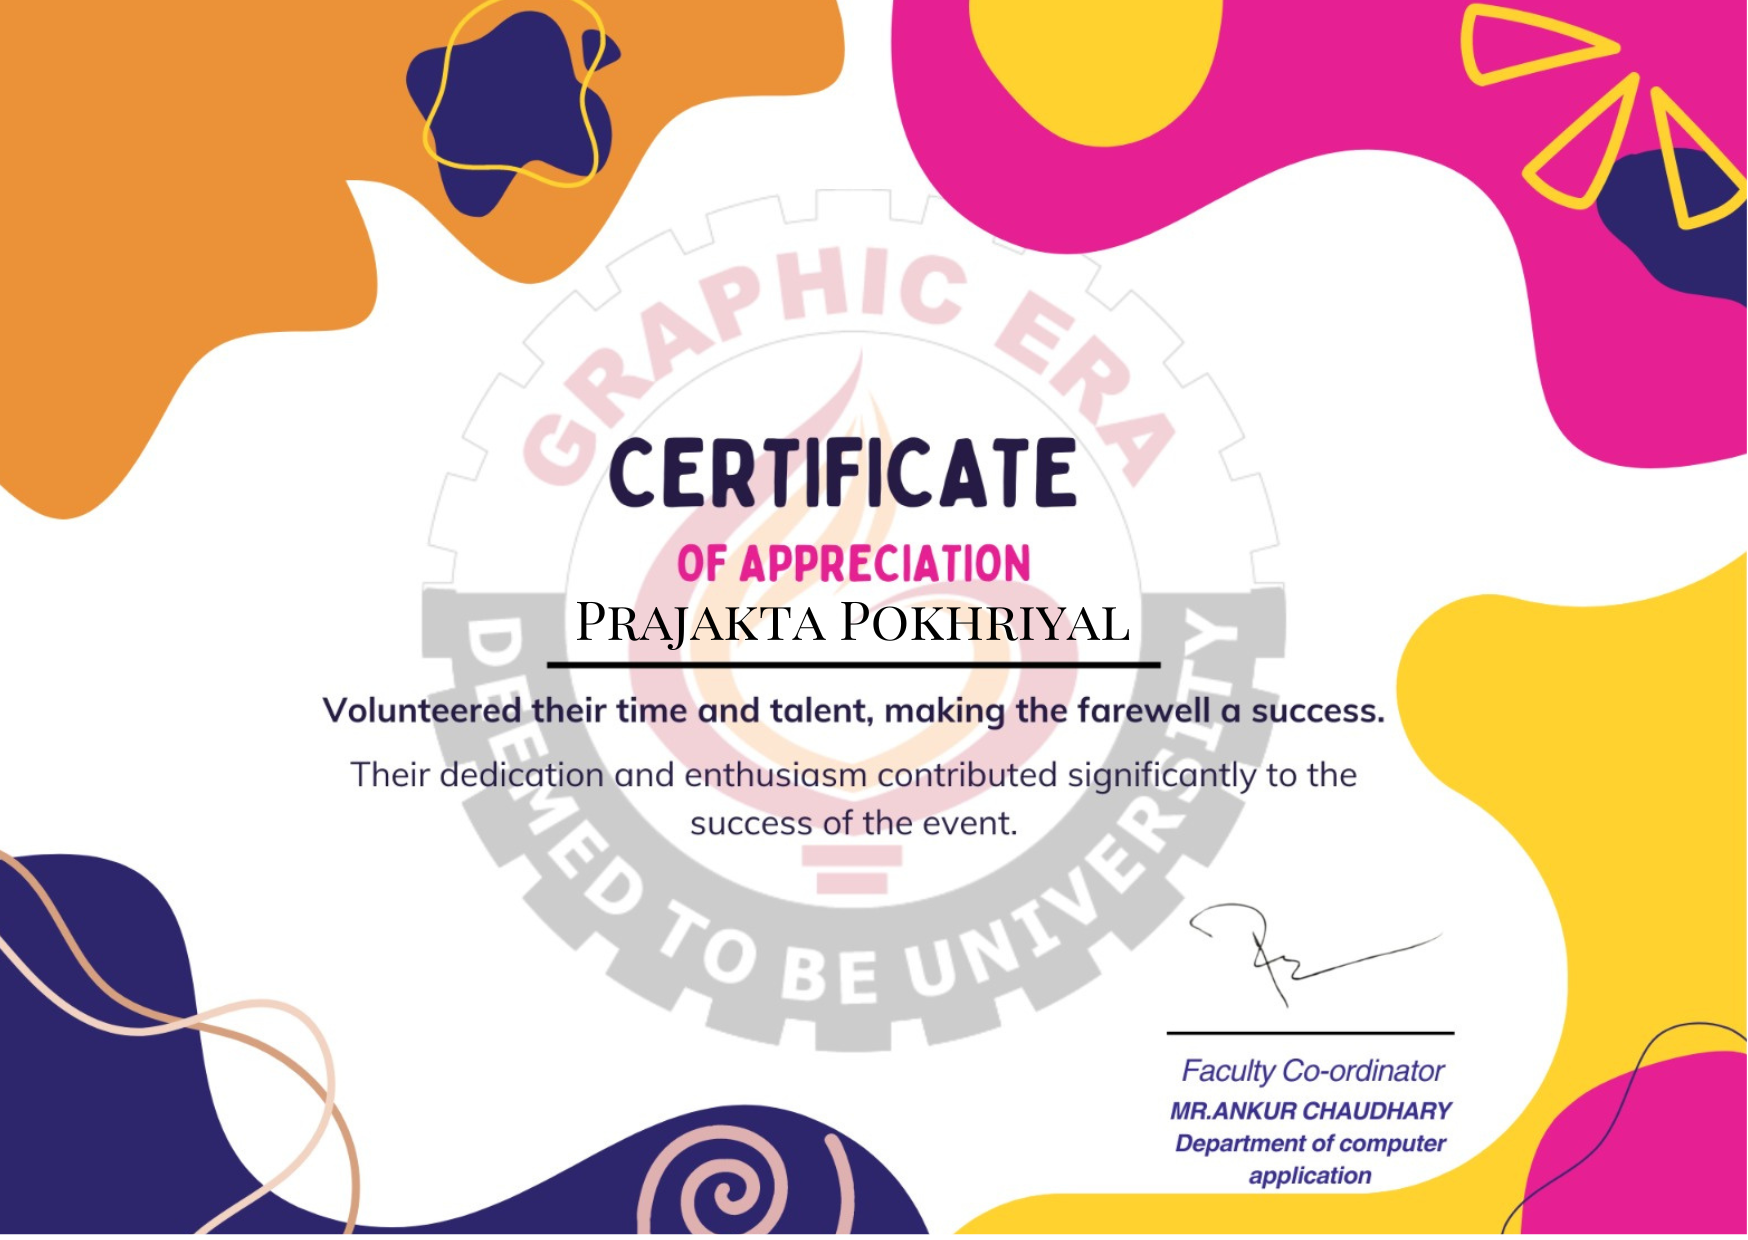 GRAPHIC ERA
CERTIFICATE
OF APPRECIATION
Prajakta Pokhriyal
Volunteered their time and talent, making the farewell a success.
Their dedication and enthusiasm contributed significantly to the
success of the event.
DEEMED TO BE UNIVERSITY
Faculty Co-ordinator
MR.ANKUR CHAUDHARY
Department of computer
application